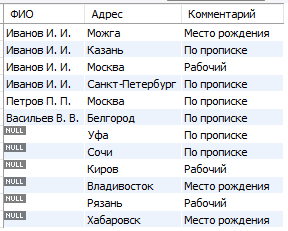 ФИО Адрес Комментарий
Иванов И. И. Можга Место рождения
Иванов И. И. Казань По прописке
Иванов И. И. Москва Рабочий
Иванов И. И. Санкт-Петербург По прописке
Петров П. П. Москва По прописке
Васильев В. В. Белгород По прописке
NULL Уфа По прописке
NULL Сочи По прописке
NULL Киров Рабочий
NULL Владивосток Место рождения
NULL Рязань Рабочий
NULL Хабаровск Место рождения